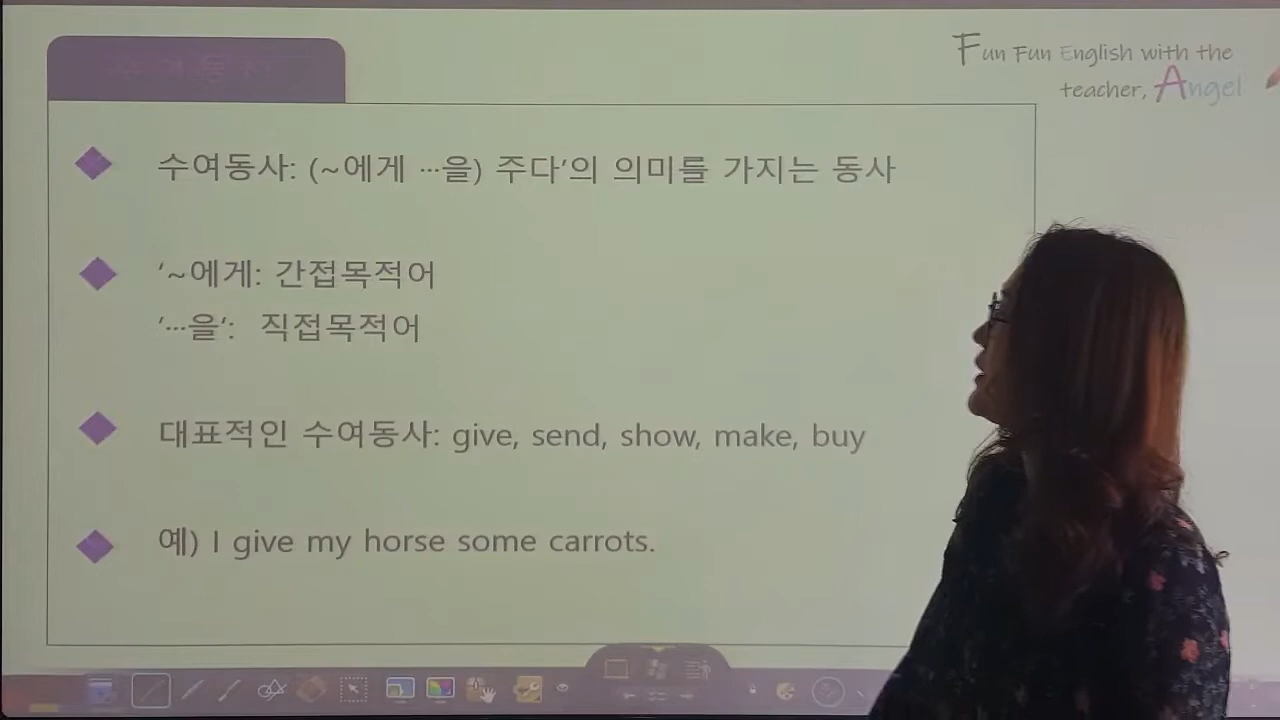 Fun Fun English with the
teacher, Angel
수여동사: (~에게 ···을) 주다'의 의미를 가지는 동사
'~에게: 간접목적어
'···을': 직접목적어
대표적인 수여동사: give, send, show, make, buy
예) I give my horse some carrots.